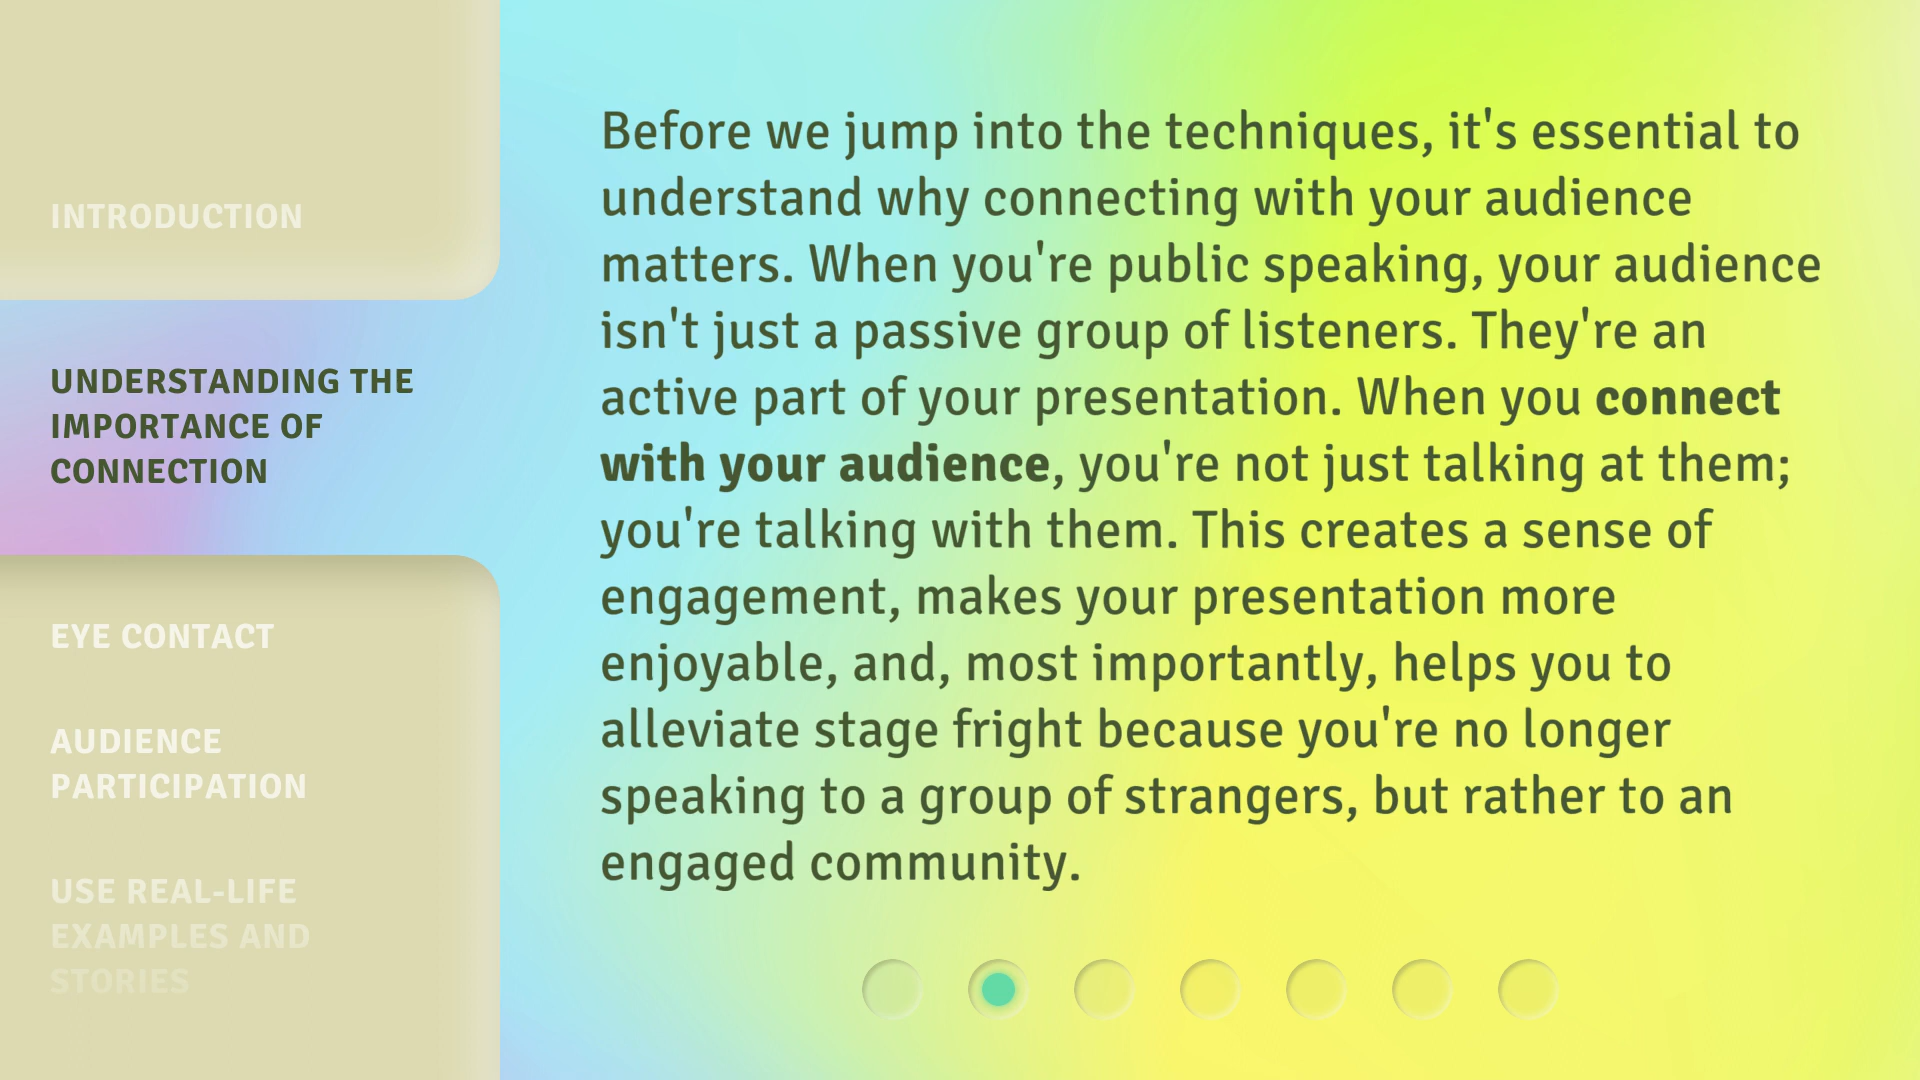 INTRODUCTION
UNDERSTANDING THE
IMPORTANCE OF
CONNECTION
EYE CONTACT
AUDIENCE
PARTICIPATION
USE REAL-LIFE
EXAMPLES AND
STORIES
Before we jump into the techniques, it's essential to
understand why connecting with your audience
matters. When you're public speaking, your audience
isn't just a passive group of listeners. They're an
active part of your presentation. When you connect
with your audience, you're not just talking at them;
you're talking with them. This creates a sense of
engagement, makes your presentation more
enjoyable, and, most importantly, helps you to
alleviate stage fright because you're no longer
speaking to a group of strangers, but rather to an
engaged community.